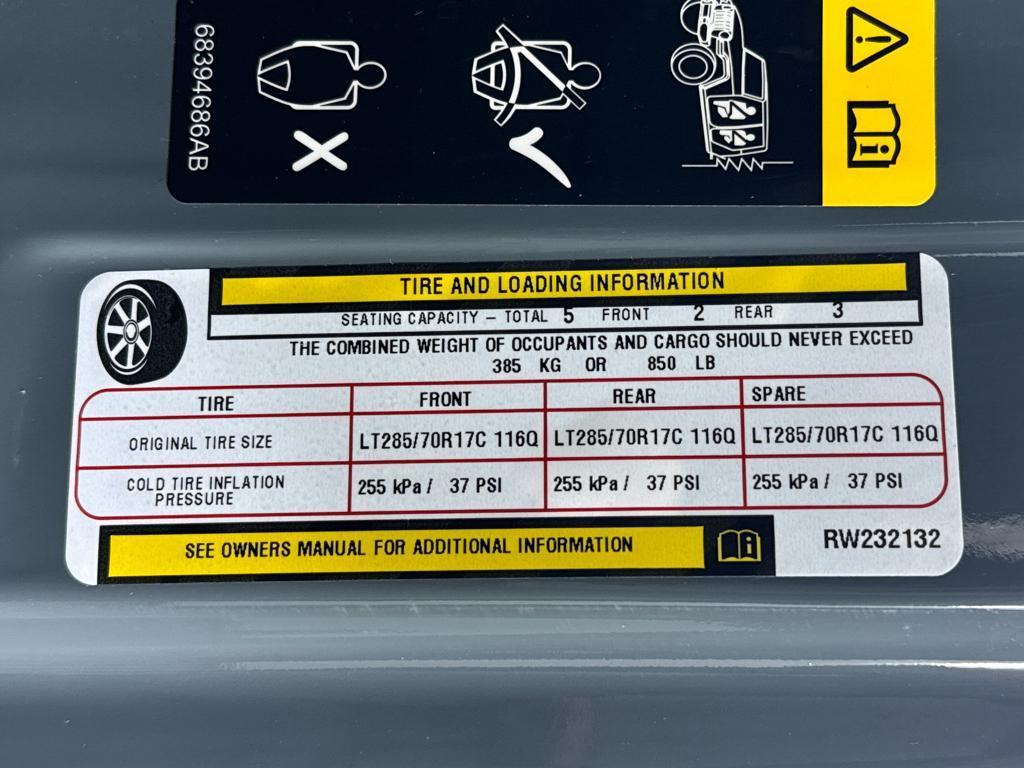 68394686AB
TIRE AND LOADING INFORMATION
SEATING CAPACITY – TOTAL 5 FRONT 2 REAR 3
THE COMBINED WEIGHT OF OCCUPANTS AND CARGO SHOULD NEVER EXCEED
385 KG OR 850 LB
TIRE FRONT REAR SPARE
ORIGINAL TIRE SIZE LT285/70R17C 116Q LT285/70R17C 116Q LT285/70R17C 116Q
COLD TIRE INFLATION
PRESSURE 255 kPa / 37 PSI 255 kPa / 37 PSI 255 kPa / 37 PSI
SEE OWNERS MANUAL FOR ADDITIONAL INFORMATION
RW232132